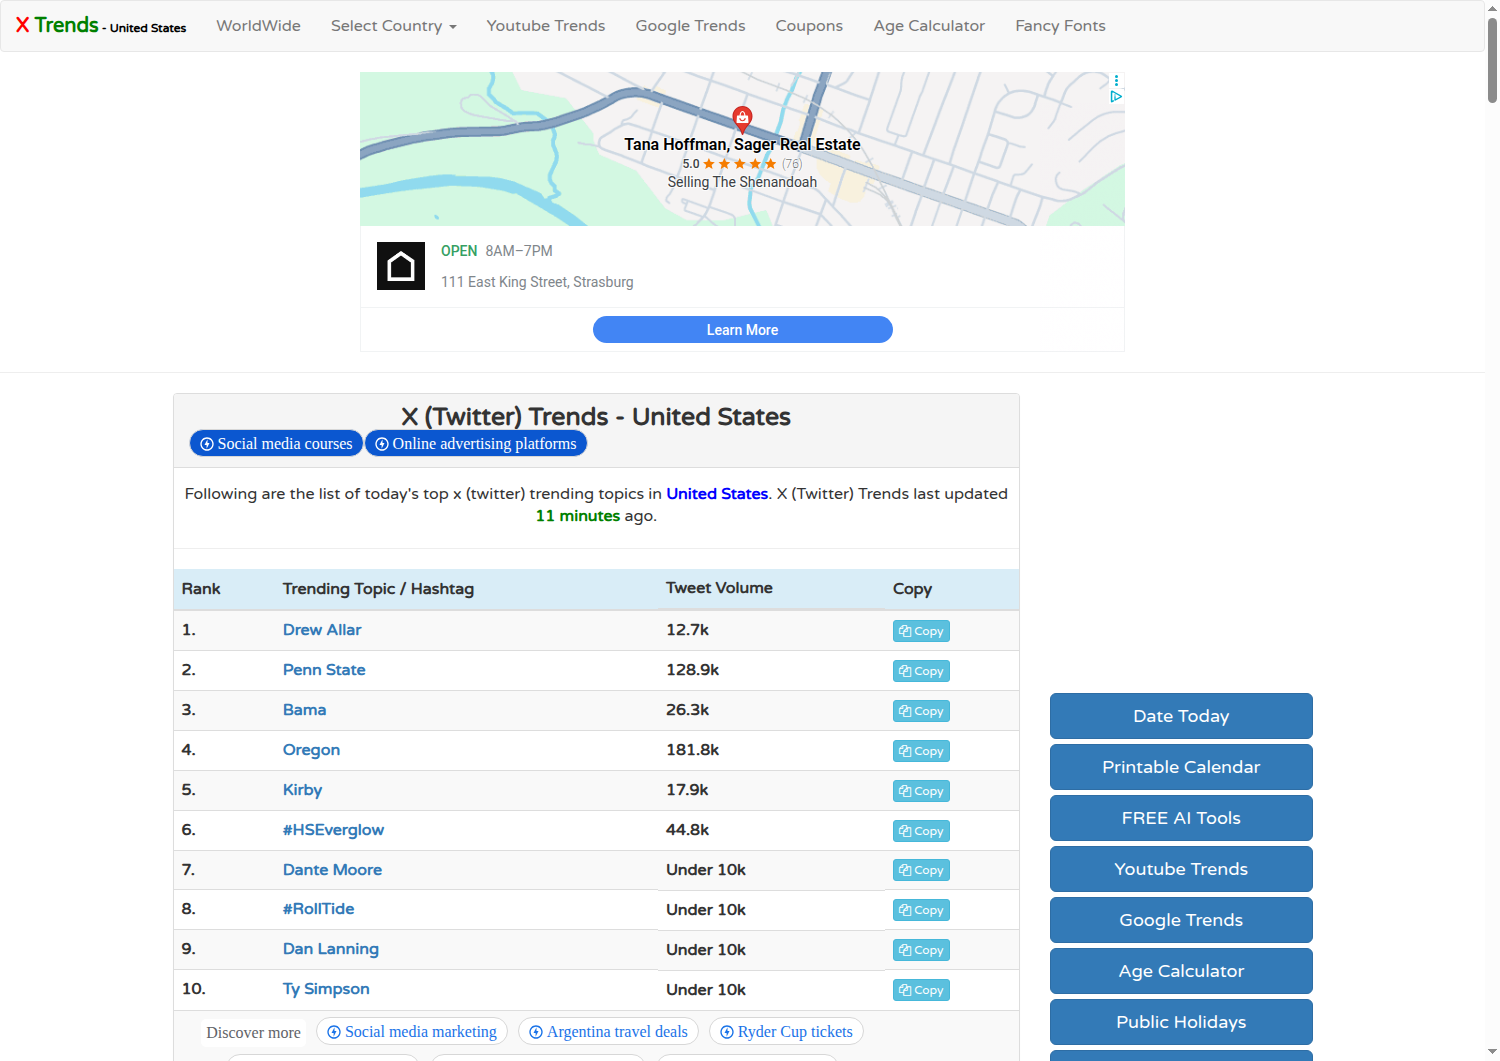 X Trends - United States WorldWide Select Country Youtube Trends Google Trends Coupons Age Calculator Fancy Fonts
Tana Hoffman, Sager Real Estate
5.0 (76)
Selling The Shenandoah
OPEN 8AM–7PM
111 East King Street, Strasburg
Learn More
X (Twitter) Trends - United States
Social media courses Online advertising platforms
Following are the list of today's top x (twitter) trending topics in United States. X (Twitter) Trends last updated
11 minutes ago.
Rank Trending Topic / Hashtag Tweet Volume Copy
1. Drew Allar 12.7k Copy
2. Penn State 128.9k Copy
3. Bama 26.3k Copy
4. Oregon 181.8k Copy
5. Kirby 17.9k Copy
6. #HSEverglow 44.8k Copy
7. Dante Moore Under 10k Copy
8. #RollTide Under 10k Copy
9. Dan Lanning Under 10k Copy
10. Ty Simpson Under 10k Copy
Discover more Social media marketing Argentina travel deals Ryder Cup tickets
Date Today
Printable Calendar
FREE AI Tools
Youtube Trends
Google Trends
Age Calculator
Public Holidays